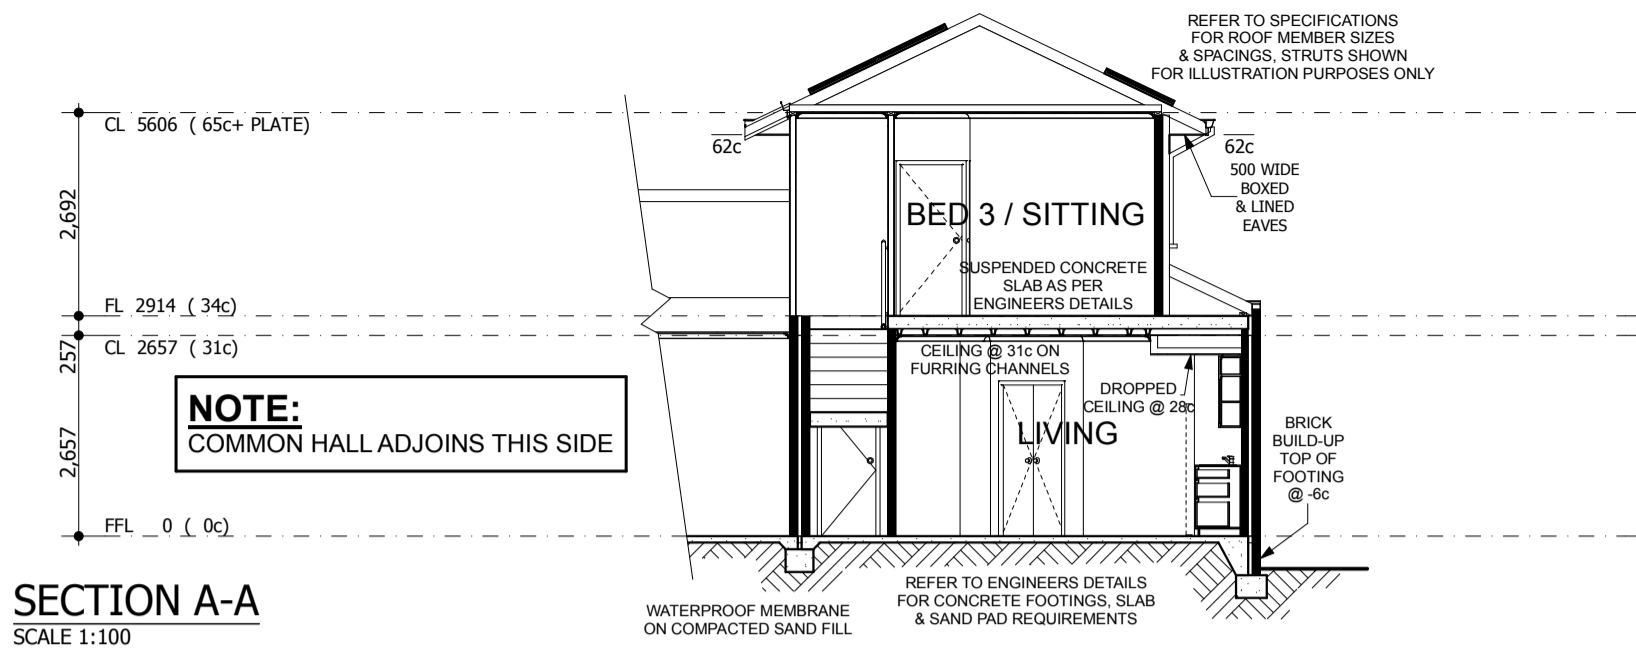 REFER TO SPECIFICATIONS
FOR ROOF MEMBER SIZES
& SPACINGS, STRUTS SHOWN
FOR ILLUSTRATION PURPOSES ONLY
CL 5606 ( 65c+ PLATE)
62c
62c
500 WIDE
BOXED
& LINED
EAVES
2,692
BED 3 / SITTING
SUSPENDED CONCRETE
SLAB AS PER
ENGINEERS DETAILS
FL 2914 ( 34c)
257
CL 2657 ( 31c)
CEILING @ 31c ON
FURRING CHANNELS
DROPPED
CEILING @ 28c
NOTE:
COMMON HALL ADJOINS THIS SIDE
LIVING
2,657
BRICK
BUILD-UP
TOP OF
FOOTING
@ -6c
FFL 0 ( 0c)
SECTION A-A
SCALE 1:100
WATERPROOF MEMBRANE
ON COMPACTED SAND FILL
REFER TO ENGINEERS DETAILS
FOR CONCRETE FOOTINGS, SLAB
& SAND PAD REQUIREMENTS